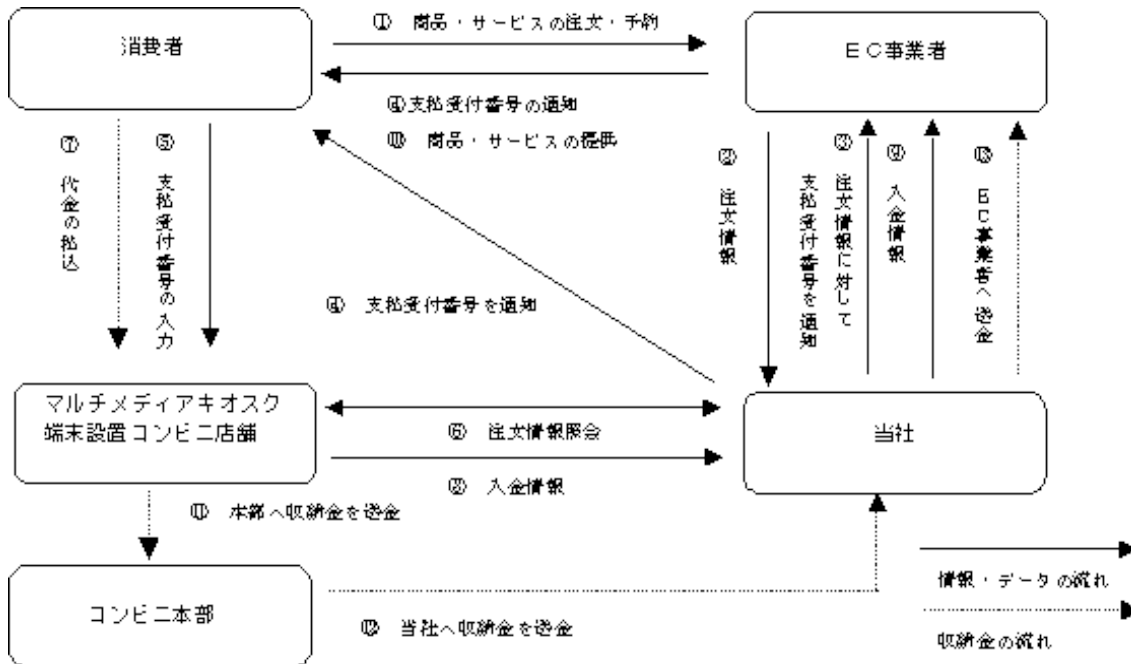 ① 商品・サービスの注文・予約
消費者
EC事業者
④支払受付番号の通知
⑩ 商品・サービスの提供
⑦ 代金の払込
⑤ 支払受付番号の入力
② 注文情報
③ 注文情報に対して
支払受付番号を通知
⑨ 入金情報
⑬ EC事業者へ送金
④ 支払受付番号を通知
マルチメディアキオスク
端末設置コンビニ店舗
当社
⑥ 注文情報照会
⑧ 入金情報
⑪ 本部へ収納金を送金
コンビニ本部
⑫ 当社へ収納金を送金
情報・データの流れ
収納金の流れ